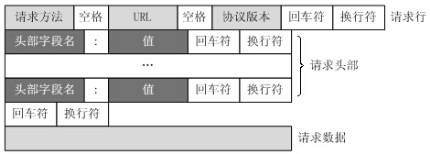 请求方法 空格 URL 空格 协议版本 回车符 换行符 请求行
头部字段名 : 值 回车符 换行符
...
请求头部
头部字段名 : 值 回车符 换行符
回车符 换行符
请求数据